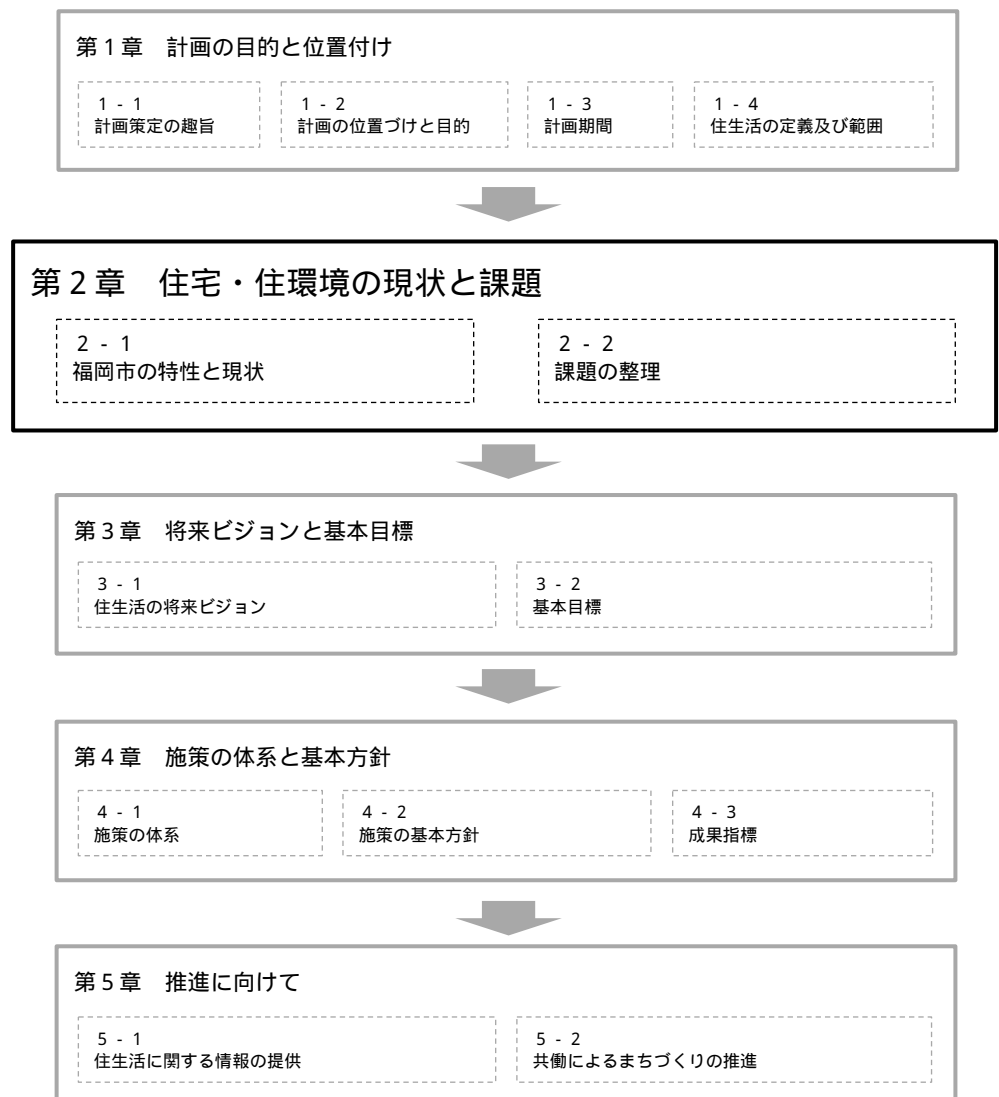 第1章　計画の目的と位置付け
1 - 1
計画策定の趣旨
1 - 2
計画の位置づけと目的
1 - 3
計画期間
1 - 4
住生活の定義及び範囲
第2章　住宅・住環境の現状と課題
2 - 1
福岡市の特性と現状
2 - 2
課題の整理
第3章　将来ビジョンと基本目標
3 - 1
住生活の将来ビジョン
3 - 2
基本目標
第4章　施策の体系と基本方針
4 - 1
施策の体系
4 - 2
施策の基本方針
4 - 3
成果指標
第5章　推進に向けて
5 - 1
住生活に関する情報の提供
5 - 2
共働によるまちづくりの推進